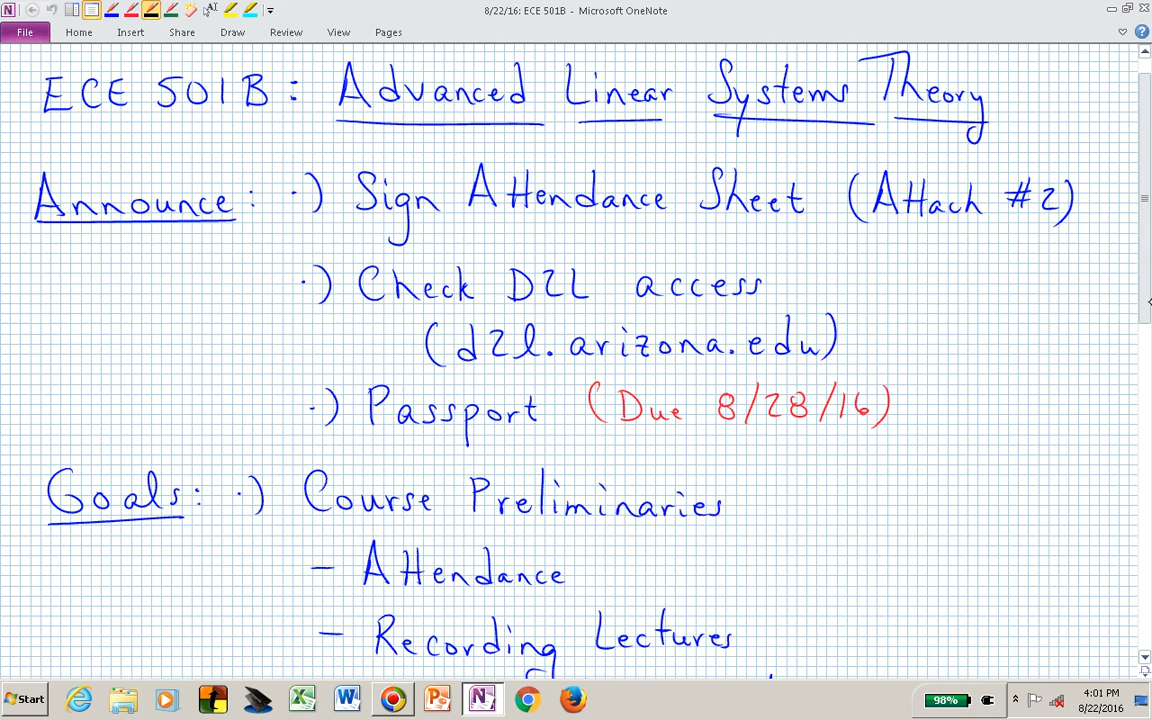 8/22/16: ECE 501B - Microsoft OneNote
File Home Insert Share Draw Review View Pages
ECE 501B: Advanced Linear Systems Theory
Announce: ·) Sign Attendance Sheet (Attach #2)
·) Check D2L access
(d2l.arizona.edu)
·) Passport (Due 8/28/16)
Goals: ·) Course Preliminaries
- Attendance
- Recording Lectures
Start 98% 4:01 PM
8/22/2016